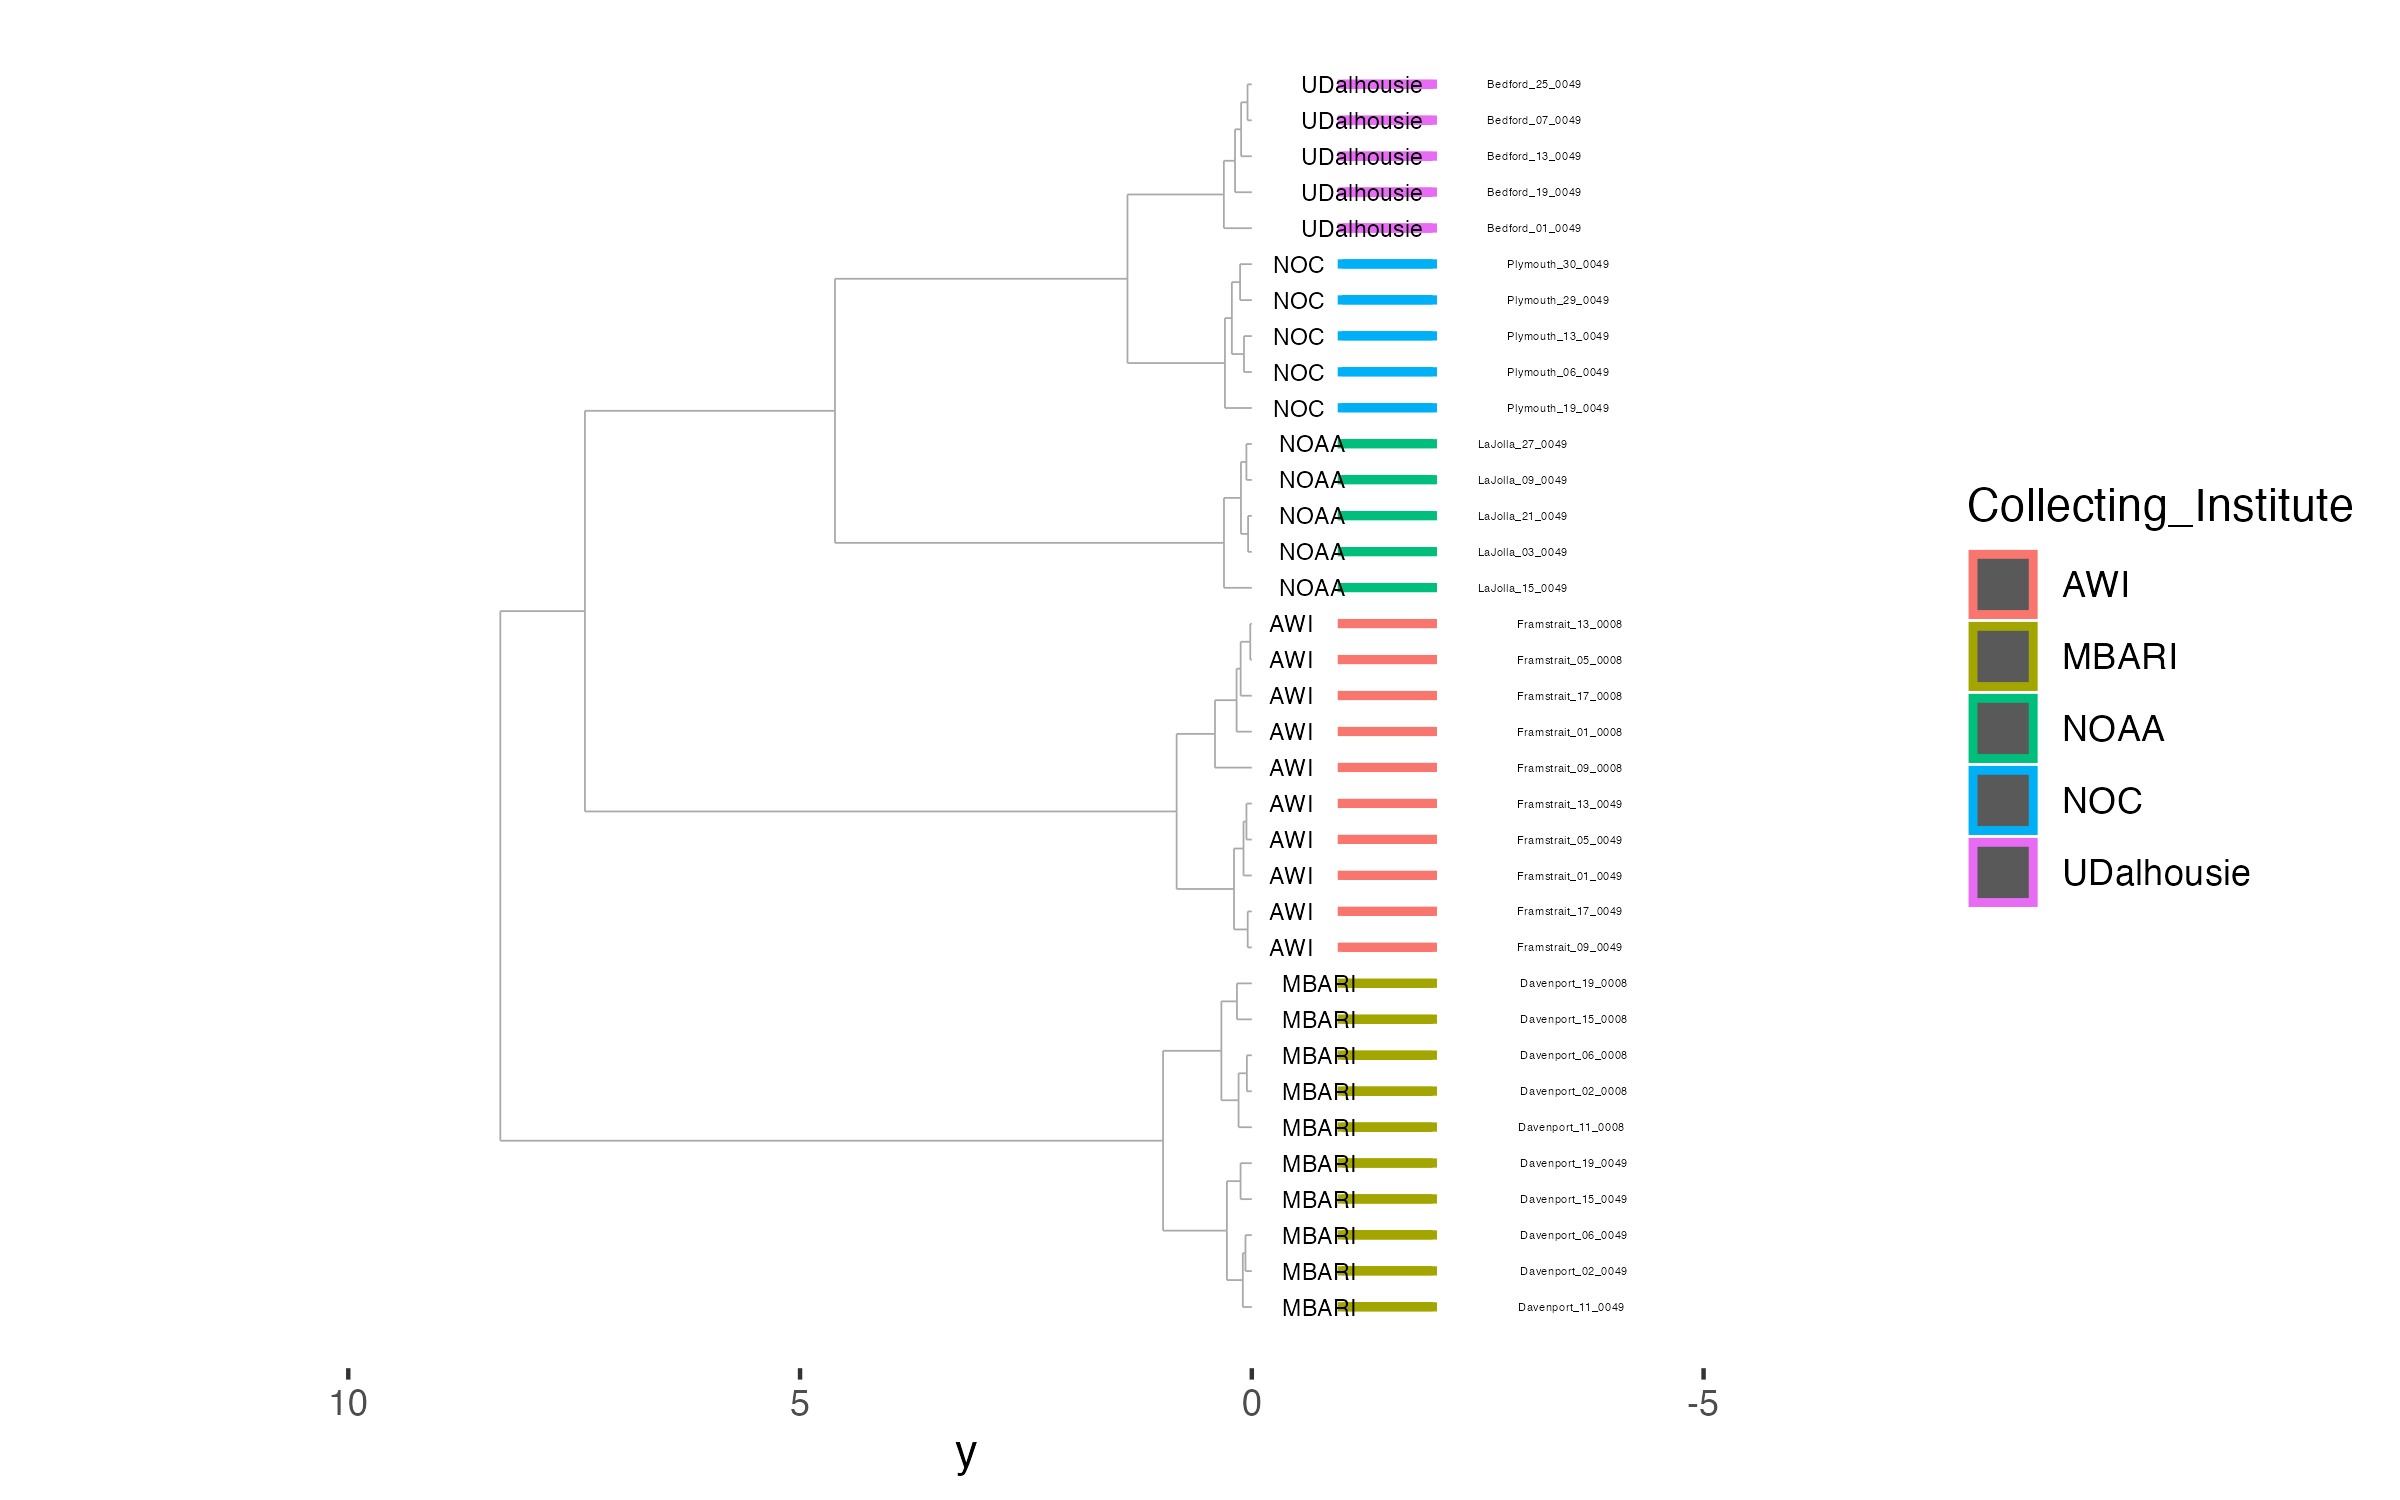 UDalhousie Bedford_25_0049
UDalhousie Bedford_07_0049
UDalhousie Bedford_13_0049
UDalhousie Bedford_19_0049
UDalhousie Bedford_01_0049
NOC Plymouth_30_0049
NOC Plymouth_29_0049
NOC Plymouth_13_0049
NOC Plymouth_06_0049
NOC Plymouth_19_0049
NOAA LaJolla_27_0049
NOAA LaJolla_09_0049
NOAA LaJolla_21_0049
NOAA LaJolla_03_0049
NOAA LaJolla_15_0049
AWI Framstrait_13_0008
AWI Framstrait_05_0008
AWI Framstrait_17_0008
AWI Framstrait_01_0008
AWI Framstrait_09_0008
AWI Framstrait_13_0049
AWI Framstrait_05_0049
AWI Framstrait_01_0049
AWI Framstrait_17_0049
AWI Framstrait_09_0049
MBARI Davenport_19_0008
MBARI Davenport_15_0008
MBARI Davenport_06_0008
MBARI Davenport_02_0008
MBARI Davenport_11_0008
MBARI Davenport_19_0049
MBARI Davenport_15_0049
MBARI Davenport_06_0049
MBARI Davenport_02_0049
MBARI Davenport_11_0049
10 5 0 -5
y
Collecting_Institute
AWI
MBARI
NOAA
NOC
UDalhousie